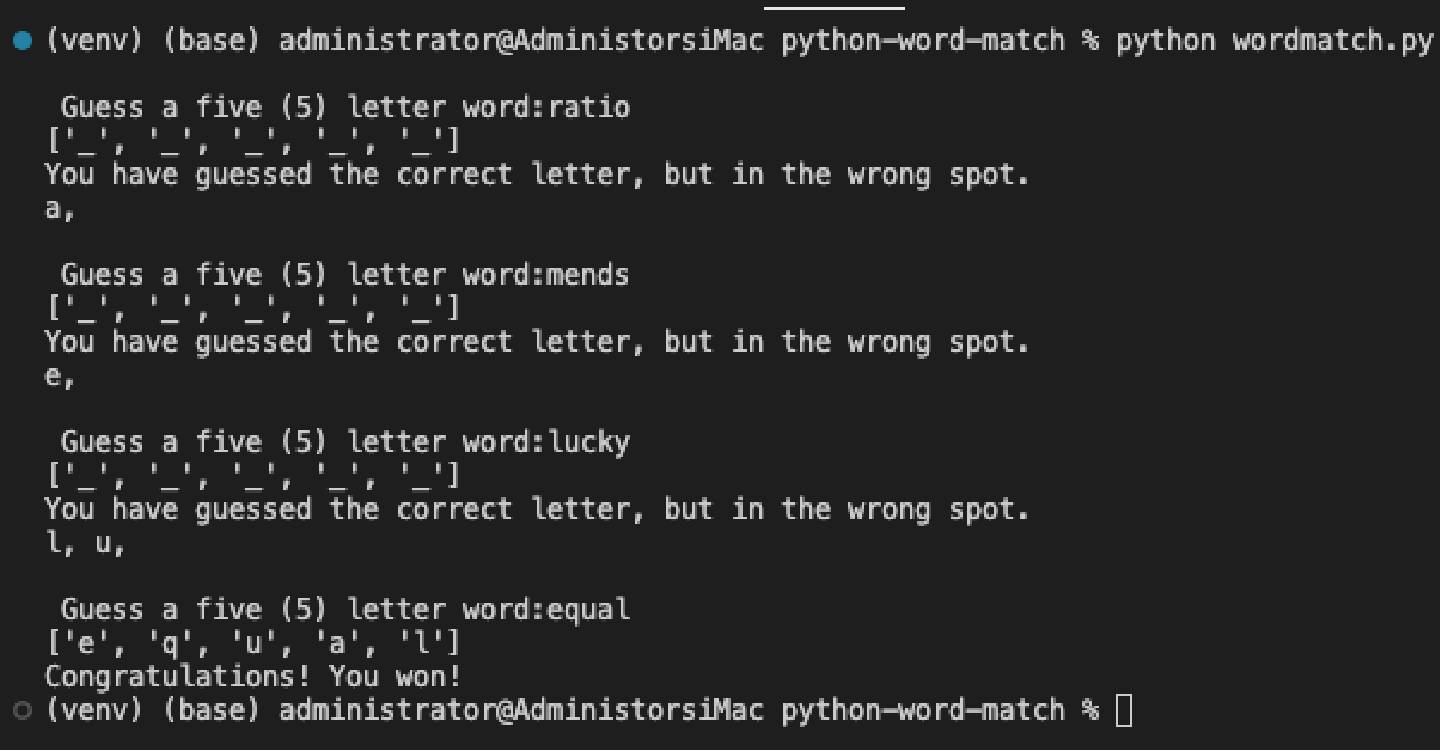 (venv) (base) administrator@AdministorsiMac python-word-match % python wordmatch.py
Guess a five (5) letter word:ratio
['_', '_', '_', '_', '_']
You have guessed the correct letter, but in the wrong spot.
a,
Guess a five (5) letter word:mends
['_', '_', '_', '_', '_']
You have guessed the correct letter, but in the wrong spot.
e,
Guess a five (5) letter word:lucky
['_', '_', '_', '_', '_']
You have guessed the correct letter, but in the wrong spot.
l, u,
Guess a five (5) letter word:equal
['e', 'q', 'u', 'a', 'l']
Congratulations! You won!
(venv) (base) administrator@AdministorsiMac python-word-match %